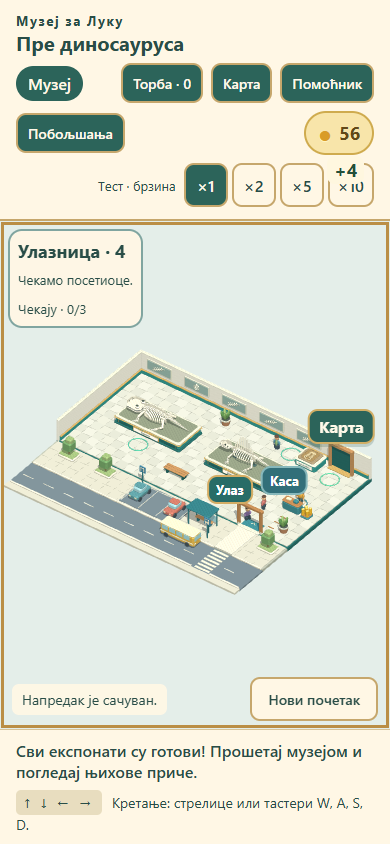 Музеј за Луку
Пре диносауруса
Музеј
Торба · 0
Карта
Помоћник
Побољшања
56
+4
Тест · брзина
×1
×2
×5
×10
Улазница · 4
Чекамо посетиоце.
Чекају · 0/3
Карта
Каса
Улаз
Напредак је сачуван.
Нови почетак
Сви експонати су готови! Прошетај музејом и
погледај њихове приче.
↑ ↓ ← → Кретање: стрелице или тастери W, A, S,
D.